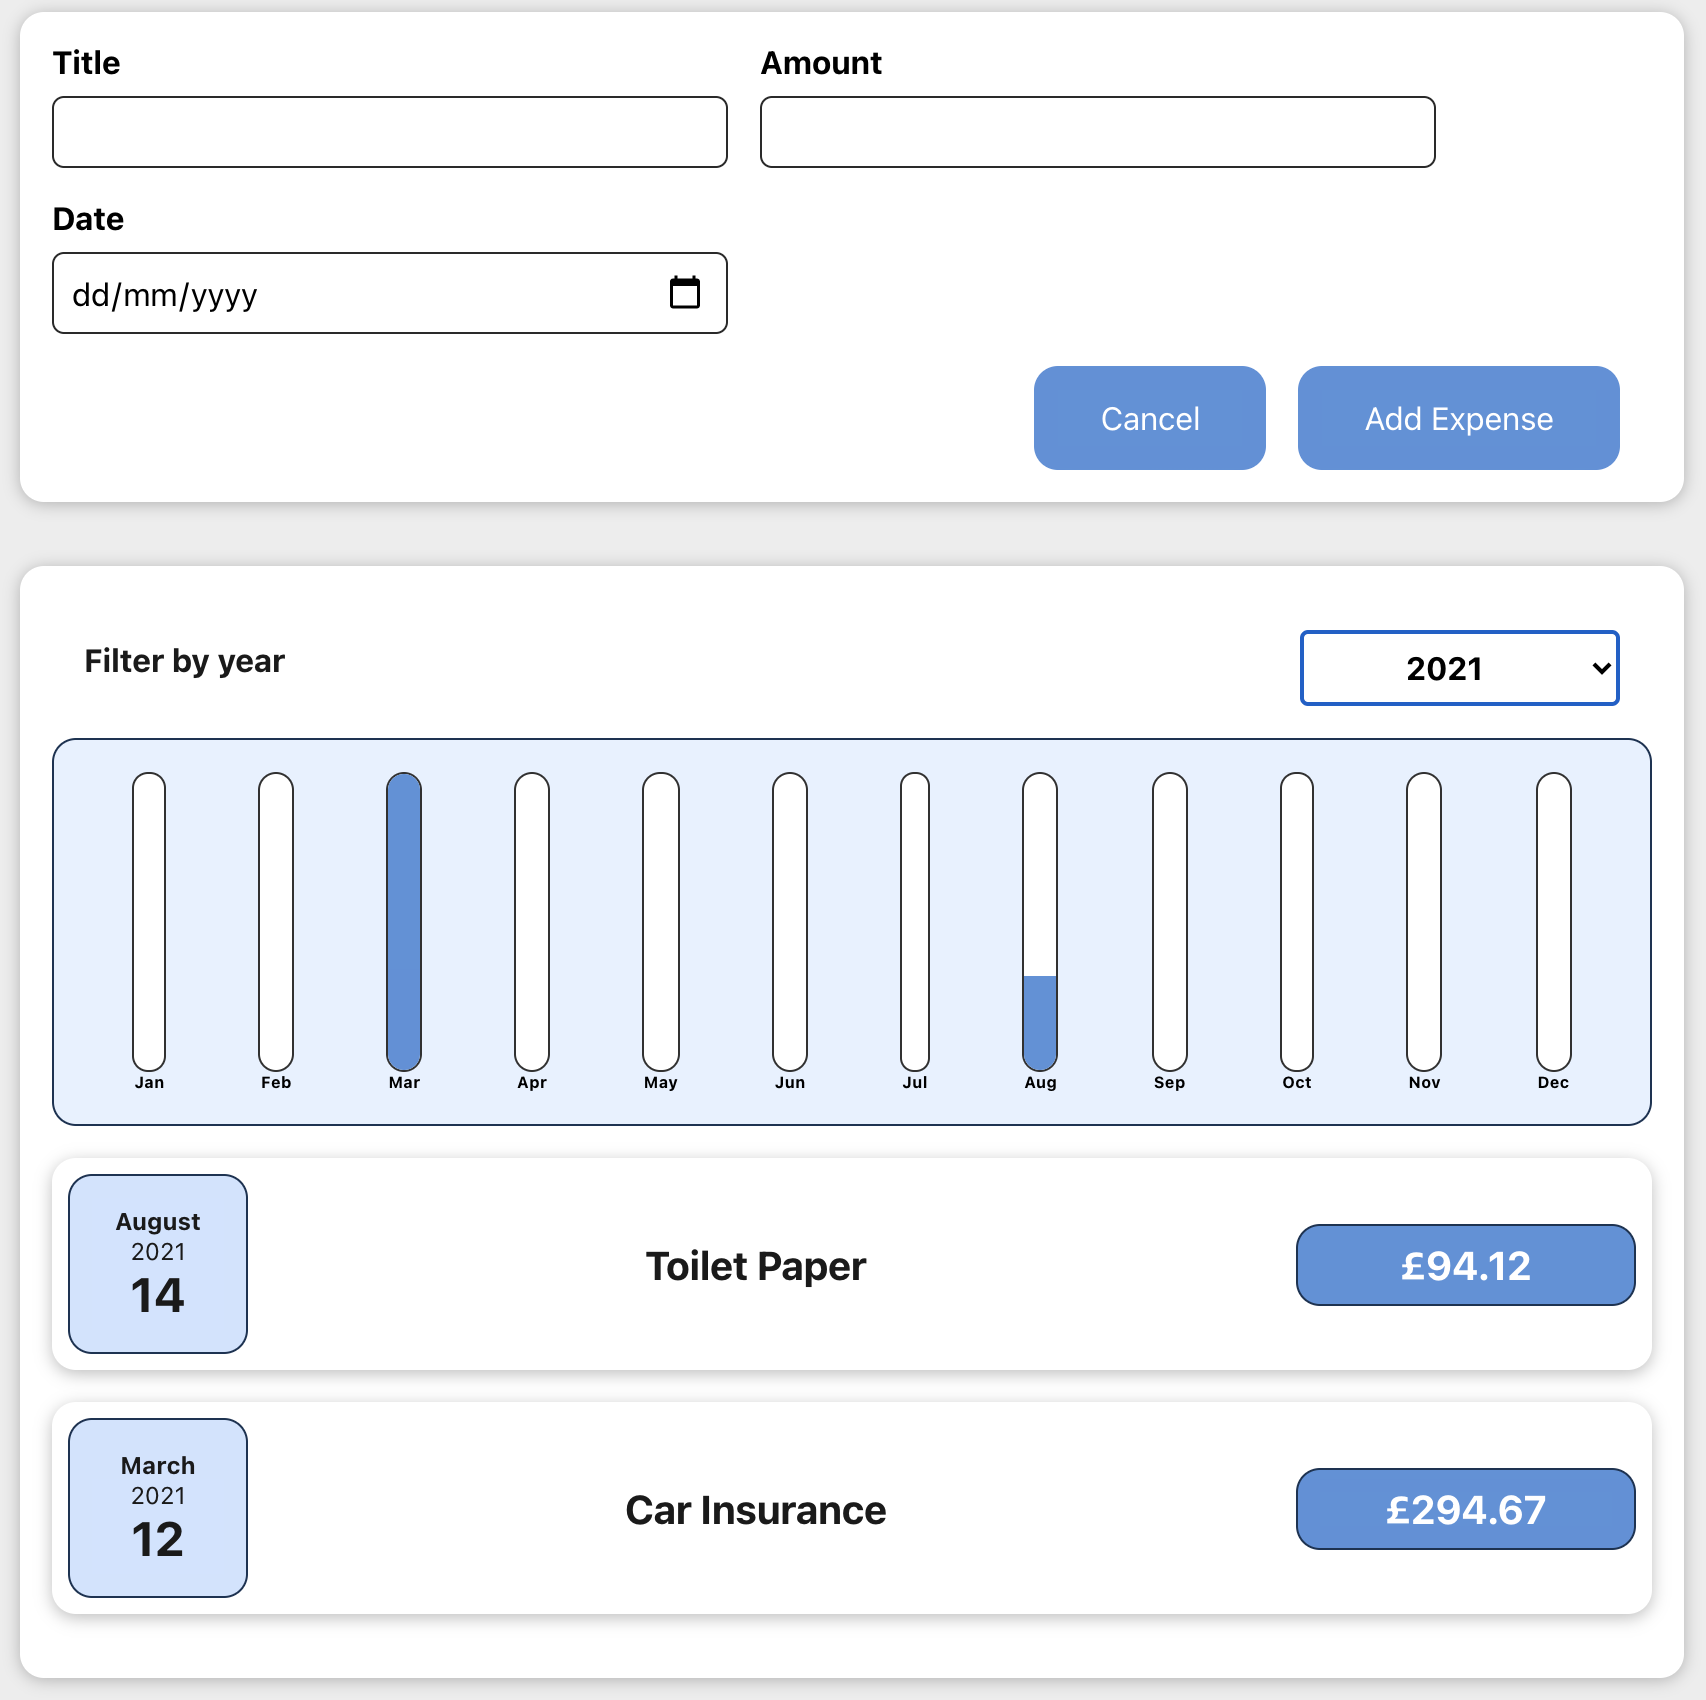 Title
Amount
Date
dd/mm/yyyy
Cancel
Add Expense
Filter by year
2021
Jan
Feb
Mar
Apr
May
Jun
Jul
Aug
Sep
Oct
Nov
Dec
August
2021
14
Toilet Paper
£94.12
March
2021
12
Car Insurance
£294.67